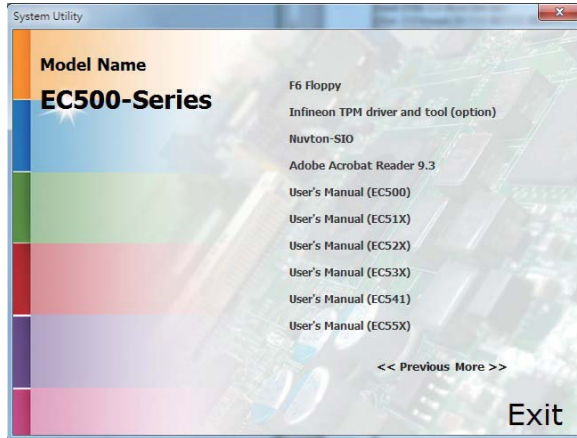 System Utility
Model Name
EC500-Series
F6 Floppy
Infineon TPM driver and tool (option)
Nuvton-SIO
Adobe Acrobat Reader 9.3
User's Manual (EC500)
User's Manual (EC51X)
User's Manual (EC52X)
User's Manual (EC53X)
User's Manual (EC541)
User's Manual (EC55X)
<< Previous More >>
Exit